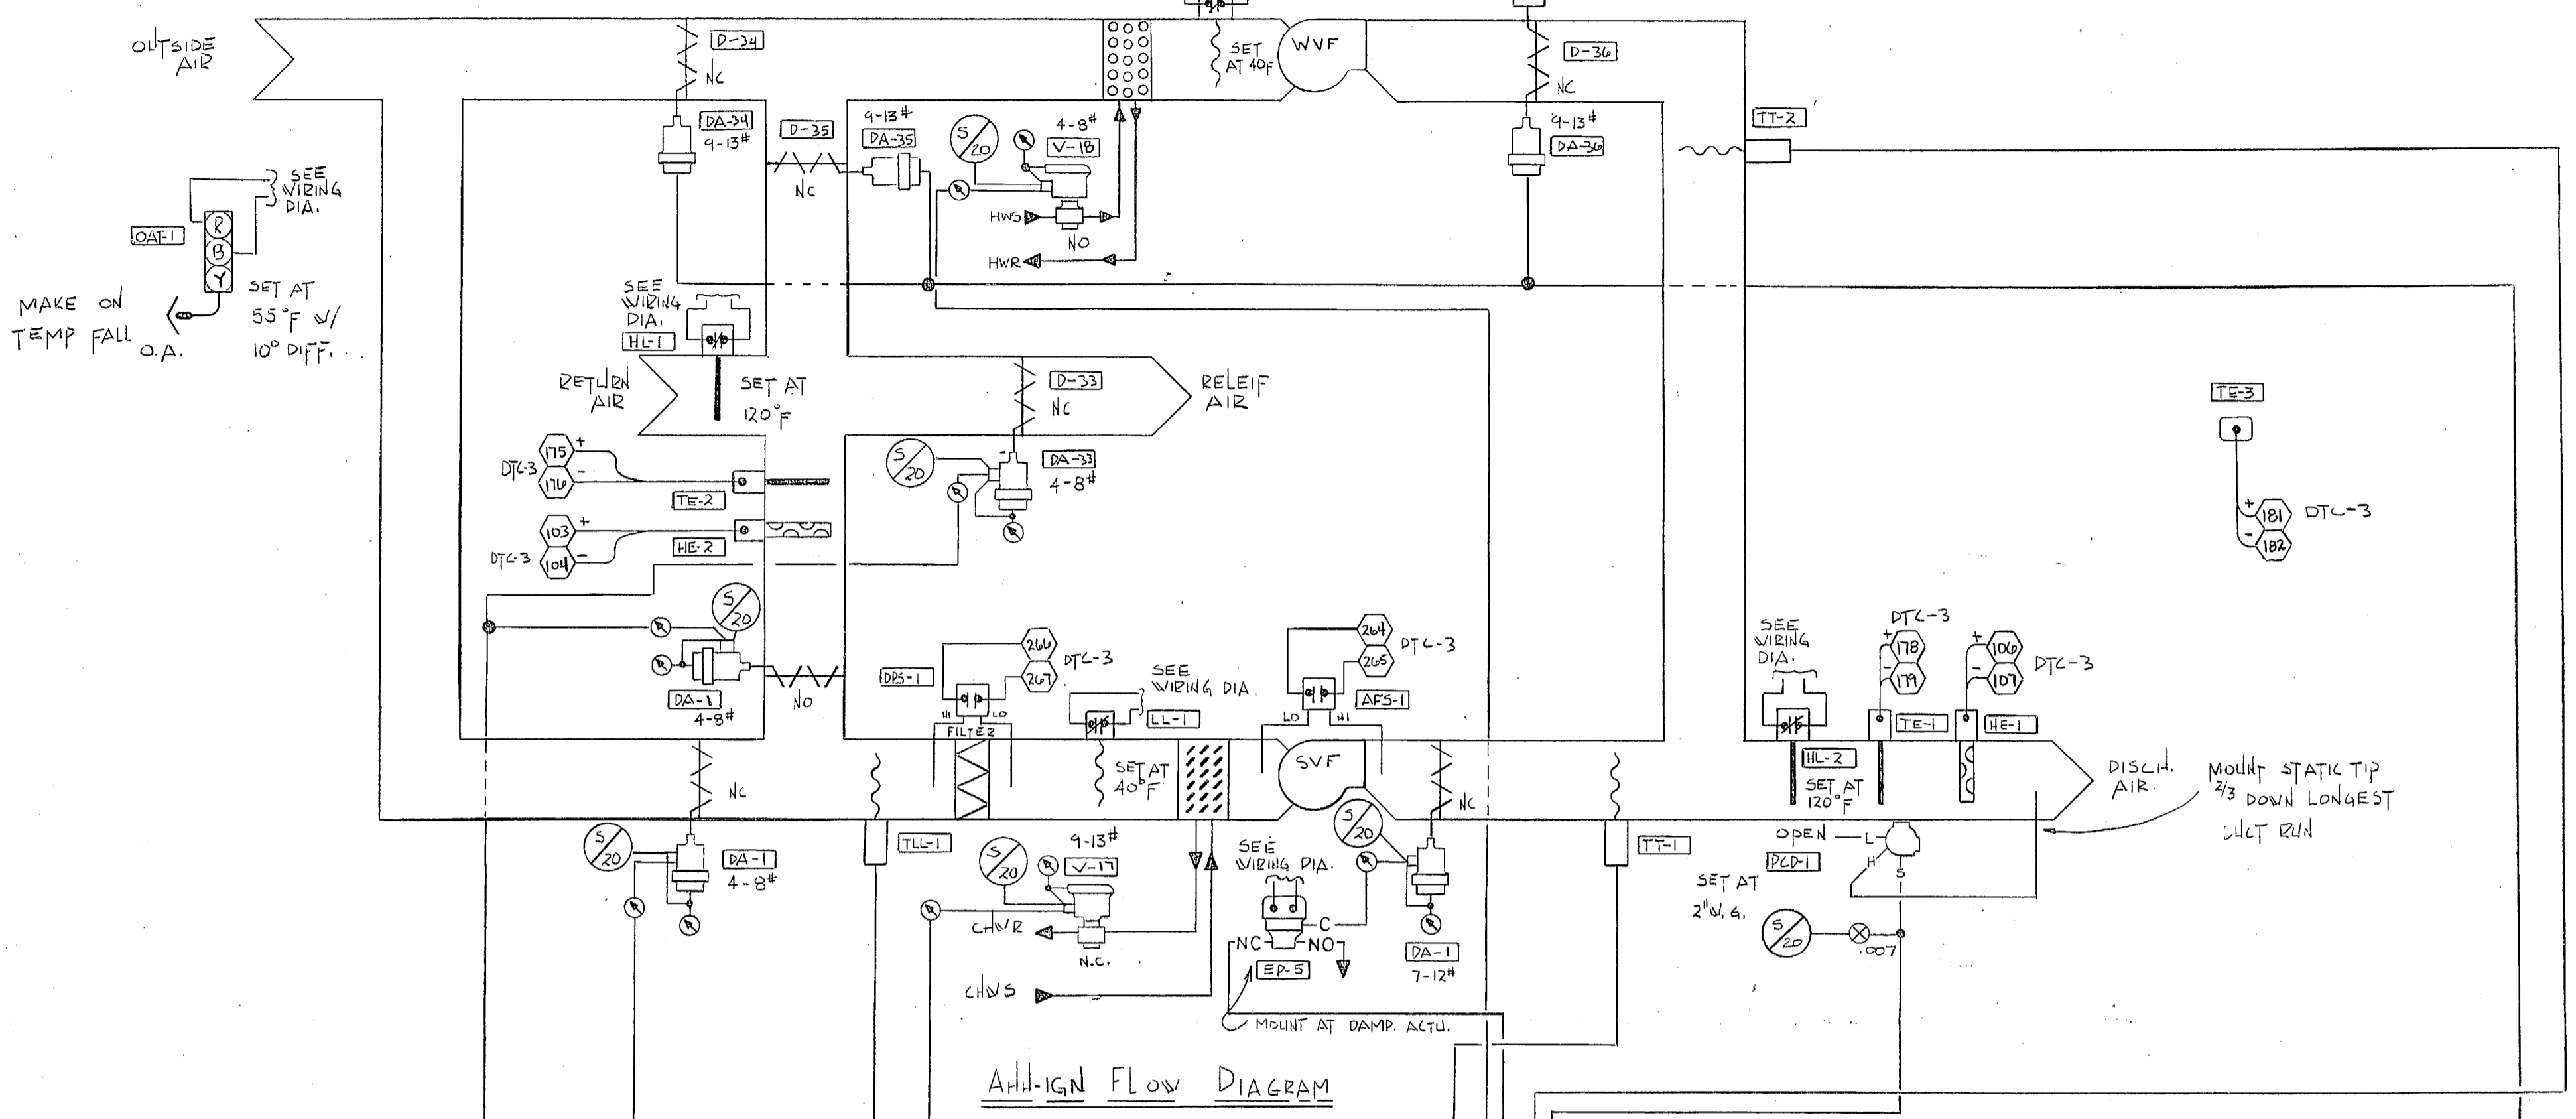 OUTSIDE
AIR
D-34
NC
DA-34
9-13#
D-35
NC
9-13#
DA-35
S/20
4-8#
V-18
HWS
NO
HWR
SET
AT 40F
WVF
D-36
NC
9-13#
DA-36
TT-2
SEE
WIRING
DIA.
OAT-1
R
B
Y
SET AT
55°F W/
10° DIFF.
MAKE ON
TEMP FALL
O.A.
SEE
WIRING
DIA.
HL-1
RETURN
AIR
SET AT
120°F
D-33
NC
RELEIF
AIR
S/20
DA-33
4-8#
DTC-3
175 +
176 -
TE-2
103 +
DTC-3
104 -
HE-2
TE-3
+ 181
- 182
DTC-3
S/20
DA-1
4-8#
NO
DPS-1
266
267
DTC-3
HI
LO
FILTER
SEE
WIRING DIA.
LL-1
SET AT
40°F
264
265
DTC-3
AFS-1
LO
HI
SVF
NC
NC
SEE
WIRING
DIA.
HL-2
SET AT
120°F
DTC-3
+ 178
- 179
TE-1
+ 106
- 107
DTC-3
HE-1
DISCH.
AIR
MOUNT STATIC TIP
2/3 DOWN LONGEST
DUCT RUN
S/20
DA-1
4-8#
TLL-1
S/20
9-13#
V-17
CHWR
N.C.
CHWS
SEE
WIRING DIA.
C
NC
NO
EP-5
MOUNT AT DAMP. ACTU.
S/20
DA-1
7-12#
TT-1
OPEN
L
H
S
PCD-1
SET AT
2" W.G.
S/20
.007
AHU-IGN FLOW DIAGRAM